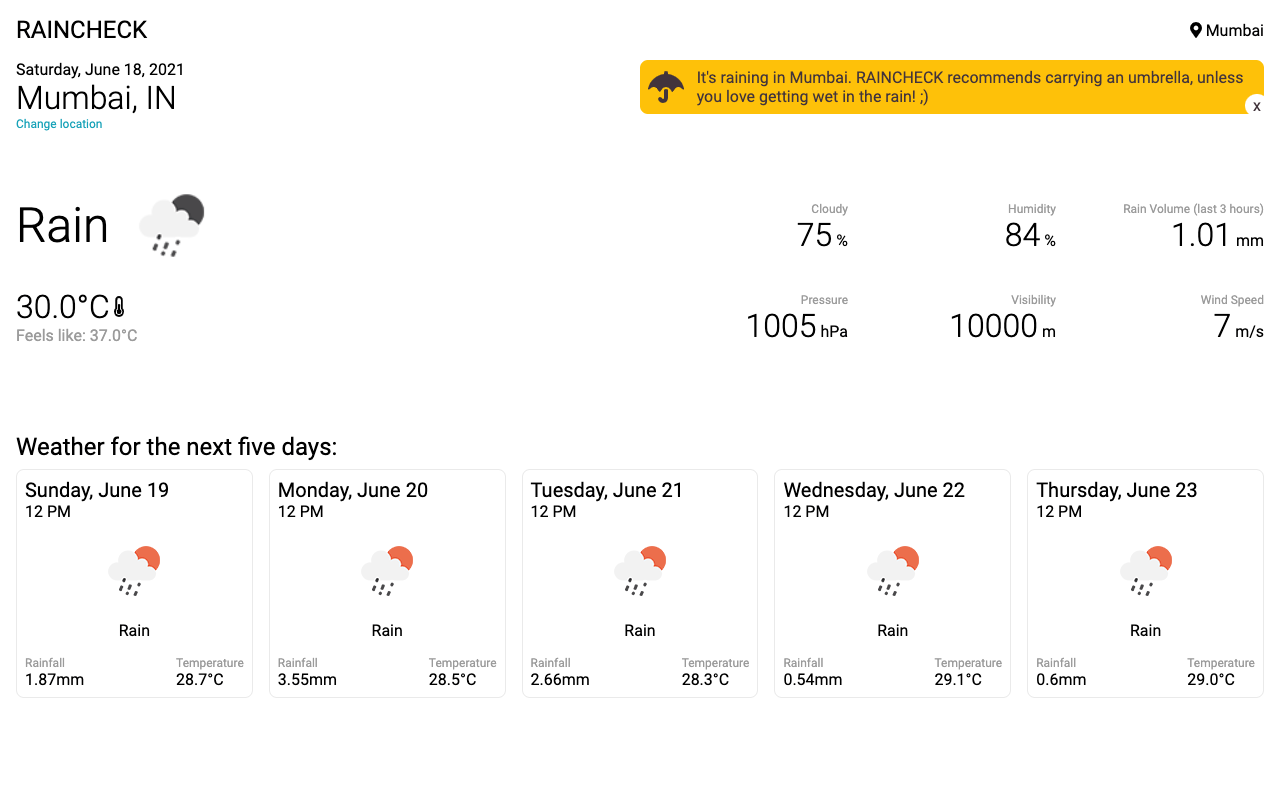 RAINCHECK
Mumbai
Saturday, June 18, 2021
Mumbai, IN
Change location
It's raining in Mumbai. RAINCHECK recommends carrying an umbrella, unless
you love getting wet in the rain! ;)
x
Rain
Cloudy
75 %
Humidity
84 %
Rain Volume (last 3 hours)
1.01 mm
30.0°C
Feels like: 37.0°C
Pressure
1005 hPa
Visibility
10000 m
Wind Speed
7 m/s
Weather for the next five days:
Sunday, June 19
12 PM
Rain
Rainfall
1.87mm
Temperature
28.7°C
Monday, June 20
12 PM
Rain
Rainfall
3.55mm
Temperature
28.5°C
Tuesday, June 21
12 PM
Rain
Rainfall
2.66mm
Temperature
28.3°C
Wednesday, June 22
12 PM
Rain
Rainfall
0.54mm
Temperature
29.1°C
Thursday, June 23
12 PM
Rain
Rainfall
0.6mm
Temperature
29.0°C